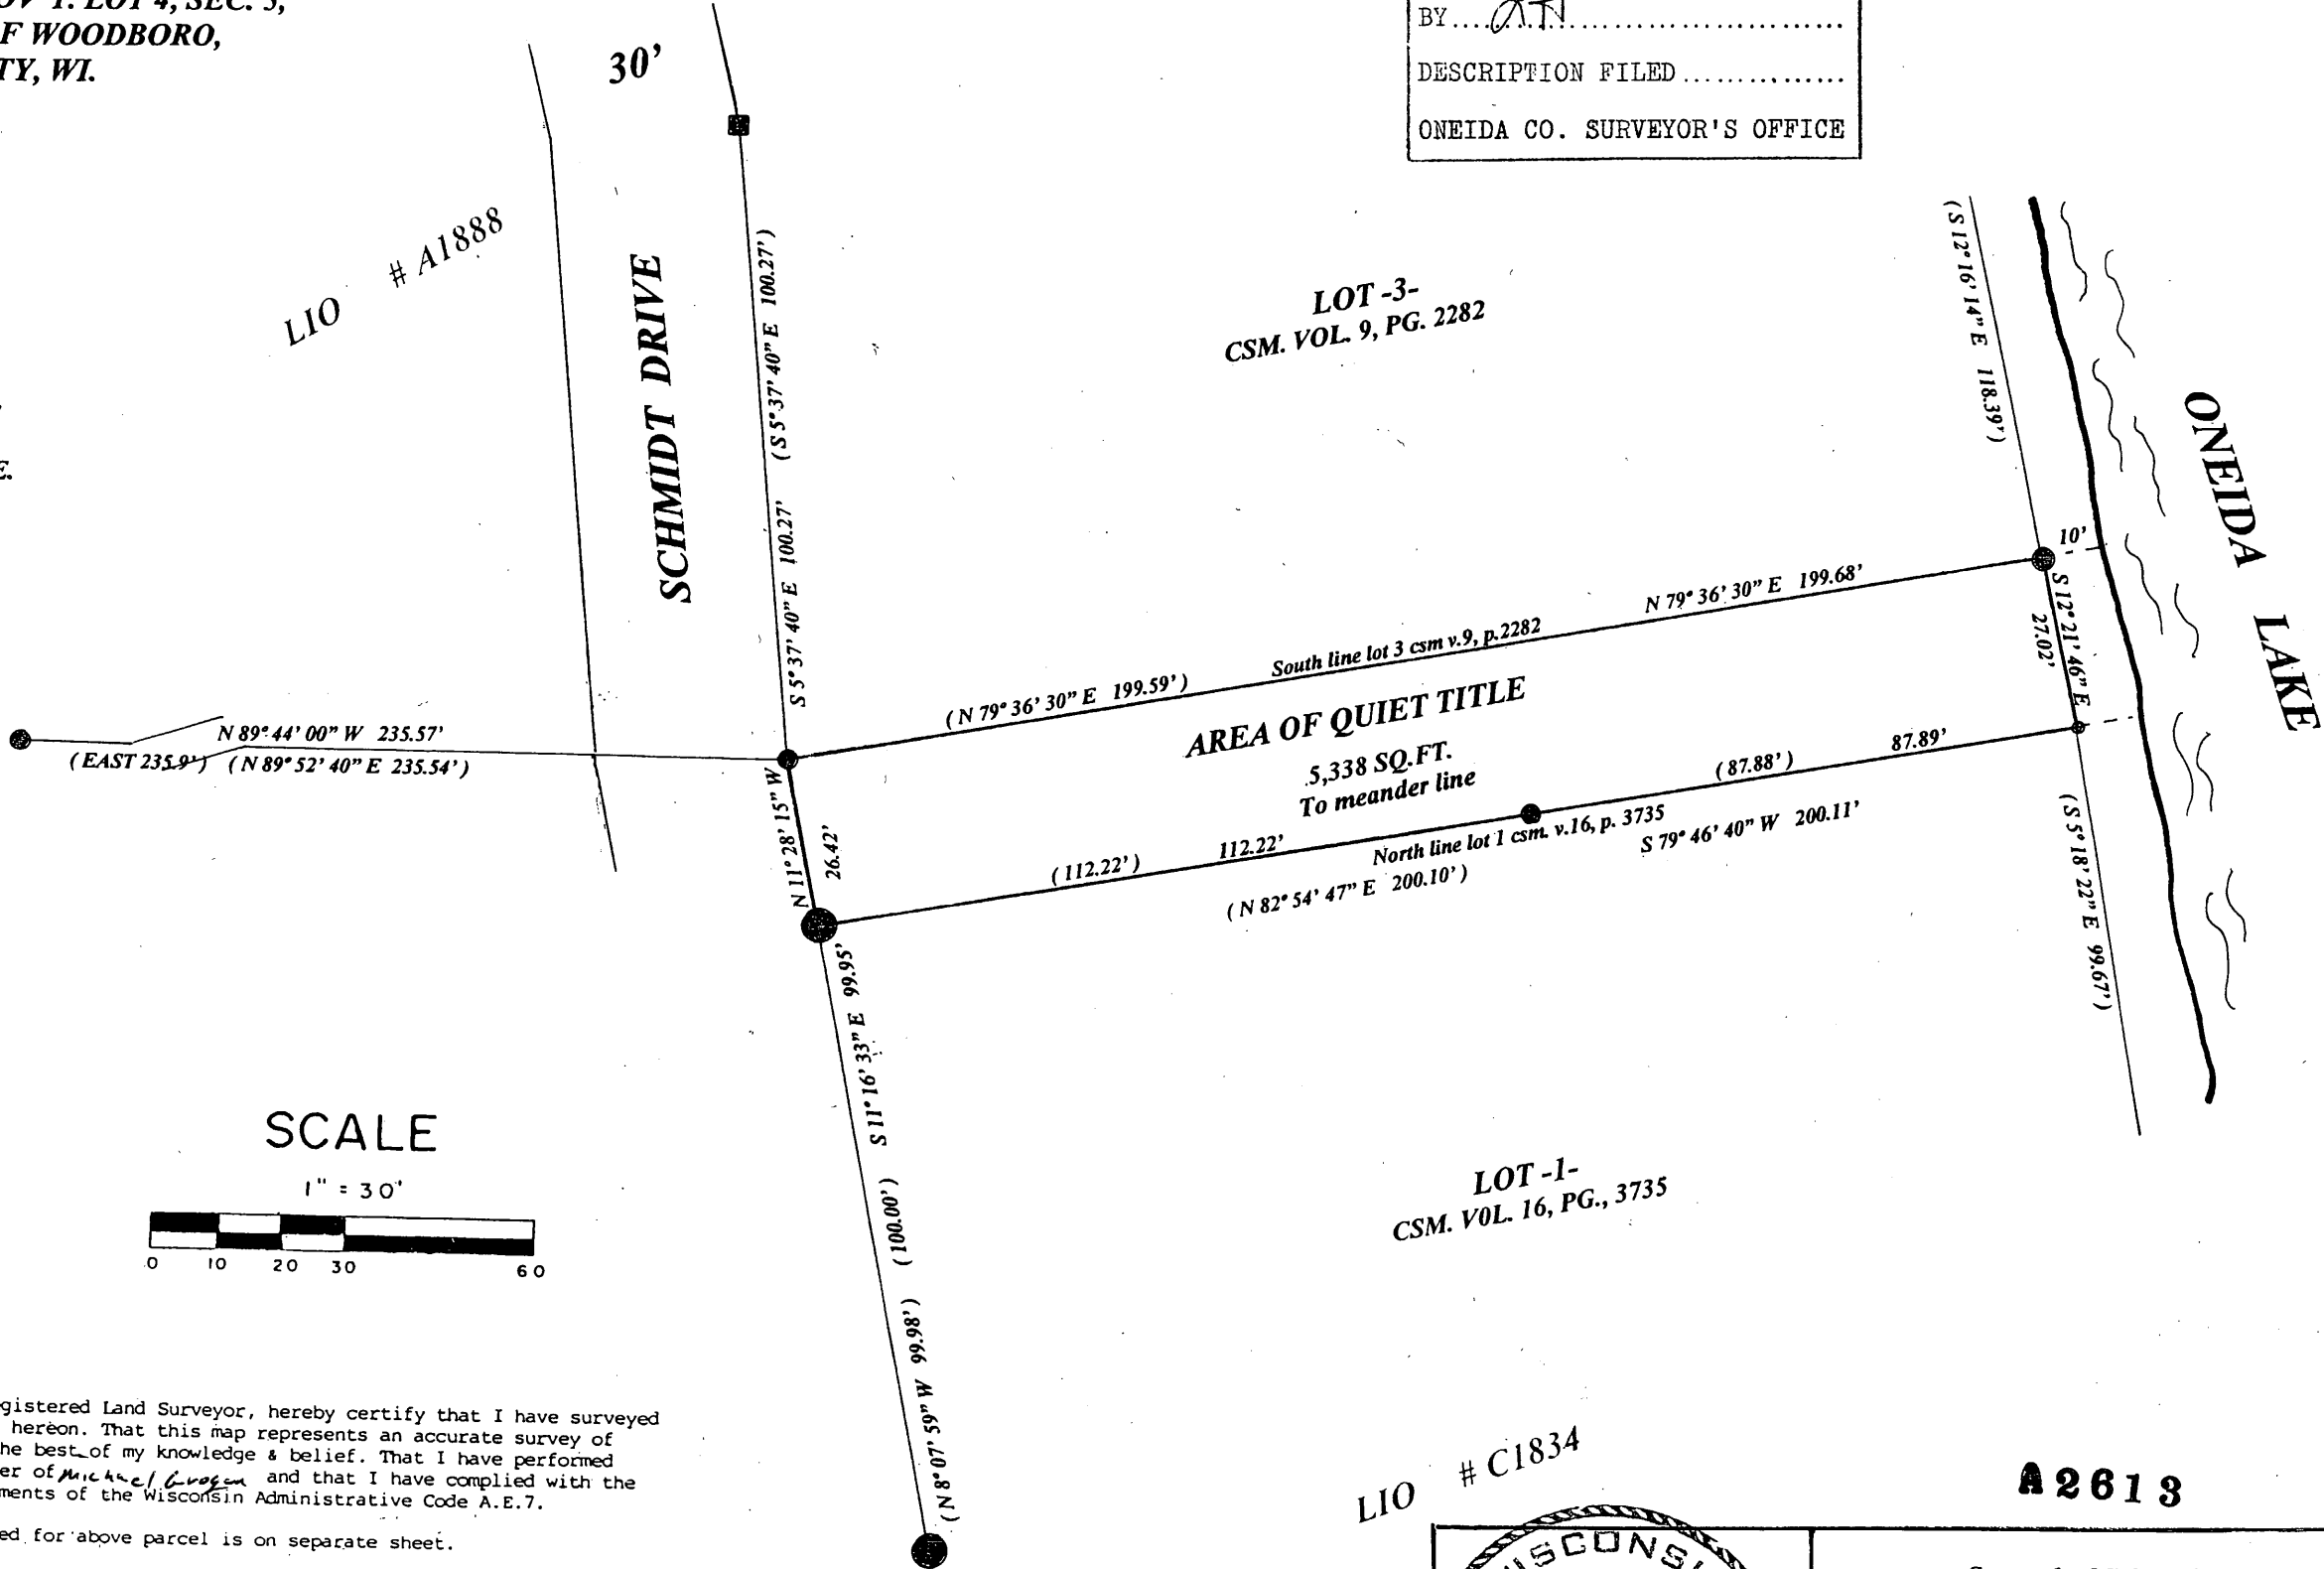 LOT 4, SEC. 3,
F WOODBORO,
TY, WI.
30’
BY
DESCRIPTION FILED
ONEIDA CO. SURVEYOR'S OFFICE
LIO # A1888
SCHMIDT DRIVE
(S 5° 37’ 40” E 100.27’)
S 5° 37’ 40” E 100.27’
LOT -3-
CSM. VOL. 9, PG. 2282
(S 12° 16’ 14” E 118.39’)
ONEIDA LAKE
E.
10’
S 12° 21’ 46” E
27.02’
N 79° 36’ 30” E 199.68’
South line lot 3 csm v.9, p.2282
(N 79° 36’ 30” E 199.59’)
AREA OF QUIET TITLE
5,338 SQ.FT.
To meander line
N 89° 44’ 00” W 235.57’
(EAST 235.9’) (N 89° 52’ 40” E 235.54’)
N 11° 28’ 15” W
26.42’
87.89’
(87.88’)
112.22’
(112.22’)
North line lot 1 csm. v.16, p. 3735
S 79° 46’ 40” W 200.11’
(N 82° 54’ 47” E 200.10’)
(S 5° 18’ 22” E 99.67’)
S 11° 16’ 33” E 99.95’
(100.00’)
(N 8° 07’ 59” W 99.98’)
SCALE
1" = 30'
0 10 20 30 60
LOT -1-
CSM. V0L. 16, PG., 3735
gistered Land Surveyor, hereby certify that I have surveyed
hereon. That this map represents an accurate survey of
he best of my knowledge & belief. That I have performed
er of Michael Grogan and that I have complied with the
ments of the Wisconsin Administrative Code A.E.7.
ed for above parcel is on separate sheet.
LIO # C1834
A2613